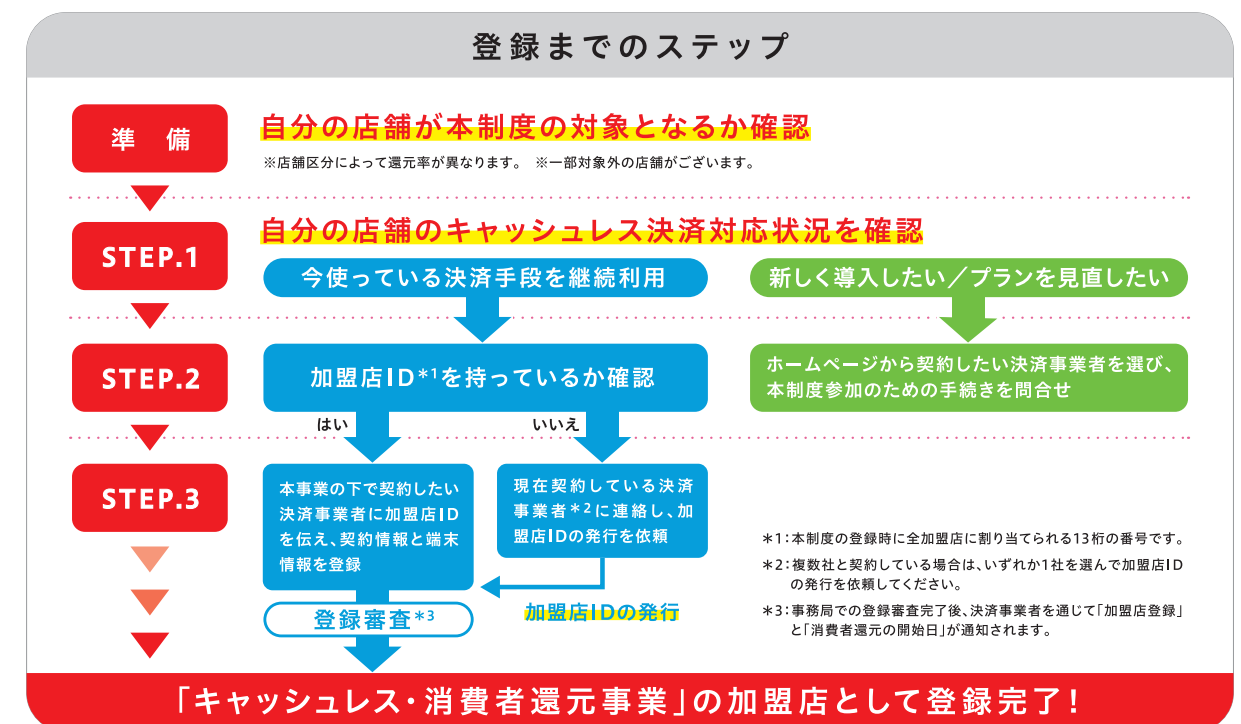 登録までのステップ
準備
自分の店舗が本制度の対象となるか確認
※店舗区分によって還元率が異なります。 ※一部対象外の店舗がございます。
STEP.1
自分の店舗のキャッシュレス決済対応状況を確認
今使っている決済手段を継続利用
新しく導入したい／プランを見直したい
STEP.2
加盟店ID*1を持っているか確認
ホームページから契約したい決済事業者を選び、
本制度参加のための手続きを問合せ
はい
いいえ
STEP.3
本事業の下で契約したい
決済事業者に加盟店ID
を伝え、契約情報と端末
情報を登録
現在契約している決済
事業者*2に連絡し、加
盟店IDの発行を依頼
加盟店IDの発行
登録審査*3
*1：本制度の登録時に全加盟店に割り当てられる13桁の番号です。
*2：複数社と契約している場合は、いずれか1社を選んで加盟店ID
の発行を依頼してください。
*3：事務局での登録審査完了後、決済事業者を通じて「加盟店登録」
と「消費者還元の開始日」が通知されます。
「キャッシュレス・消費者還元事業」の加盟店として登録完了！